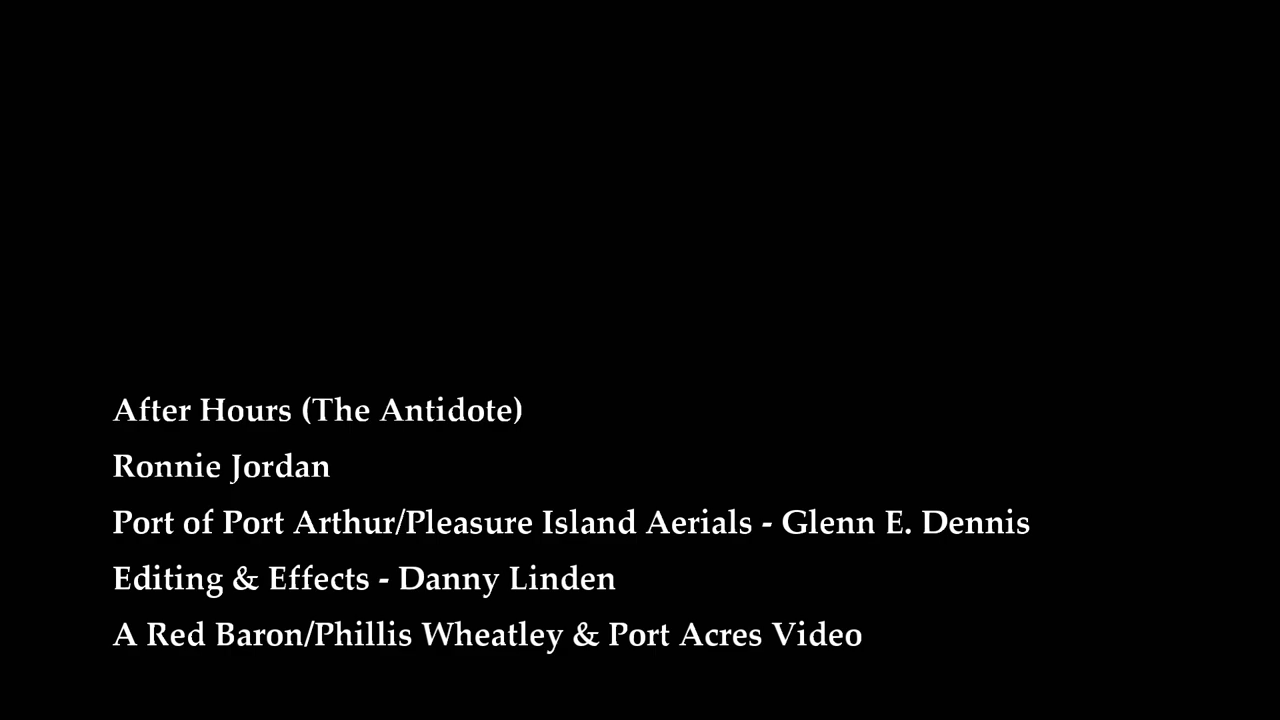 After Hours (The Antidote)
Ronnie Jordan
Port of Port Arthur/Pleasure Island Aerials - Glenn E. Dennis
Editing & Effects - Danny Linden
A Red Baron/Phillis Wheatley & Port Acres Video